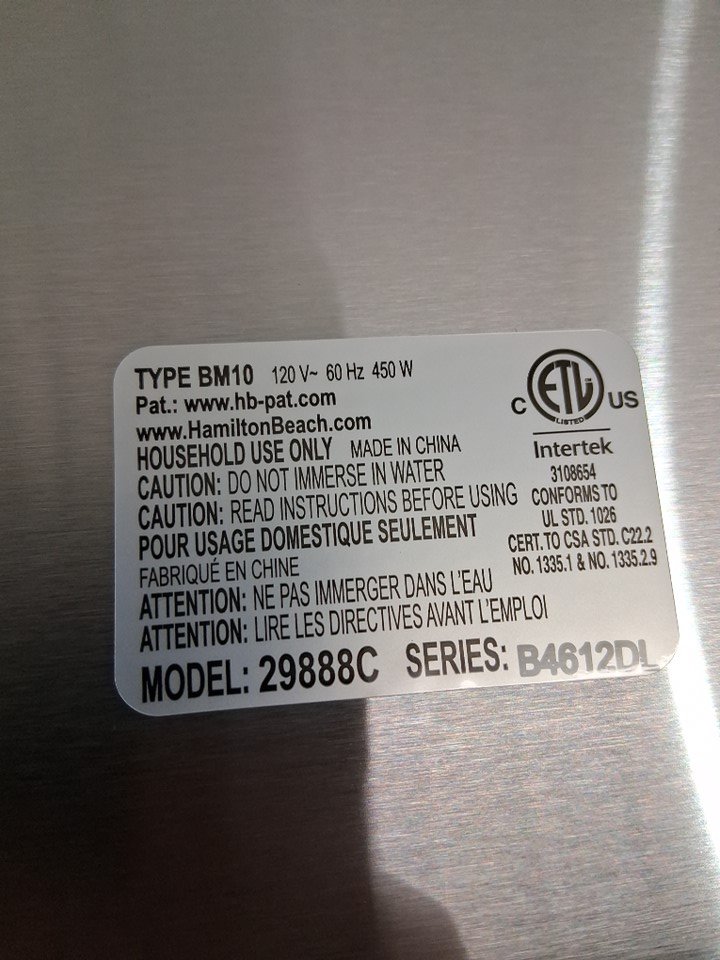 TYPE BM10 120 V~ 60 Hz 450 W
Pat.: www.hb-pat.com
www.HamiltonBeach.com
HOUSEHOLD USE ONLY MADE IN CHINA
CAUTION: DO NOT IMMERSE IN WATER
CAUTION: READ INSTRUCTIONS BEFORE USING
POUR USAGE DOMESTIQUE SEULEMENT
FABRIQUÉ EN CHINE
ATTENTION: NE PAS IMMERGER DANS L'EAU
ATTENTION: LIRE LES DIRECTIVES AVANT L'EMPLOI
MODEL: 29888C SERIES: B4612DL
C ETL US
LISTED
Intertek
3108654
CONFORMS TO
UL STD. 1026
CERT. TO CSA STD. C22.2
NO. 1335.1 & NO. 1335.2.9